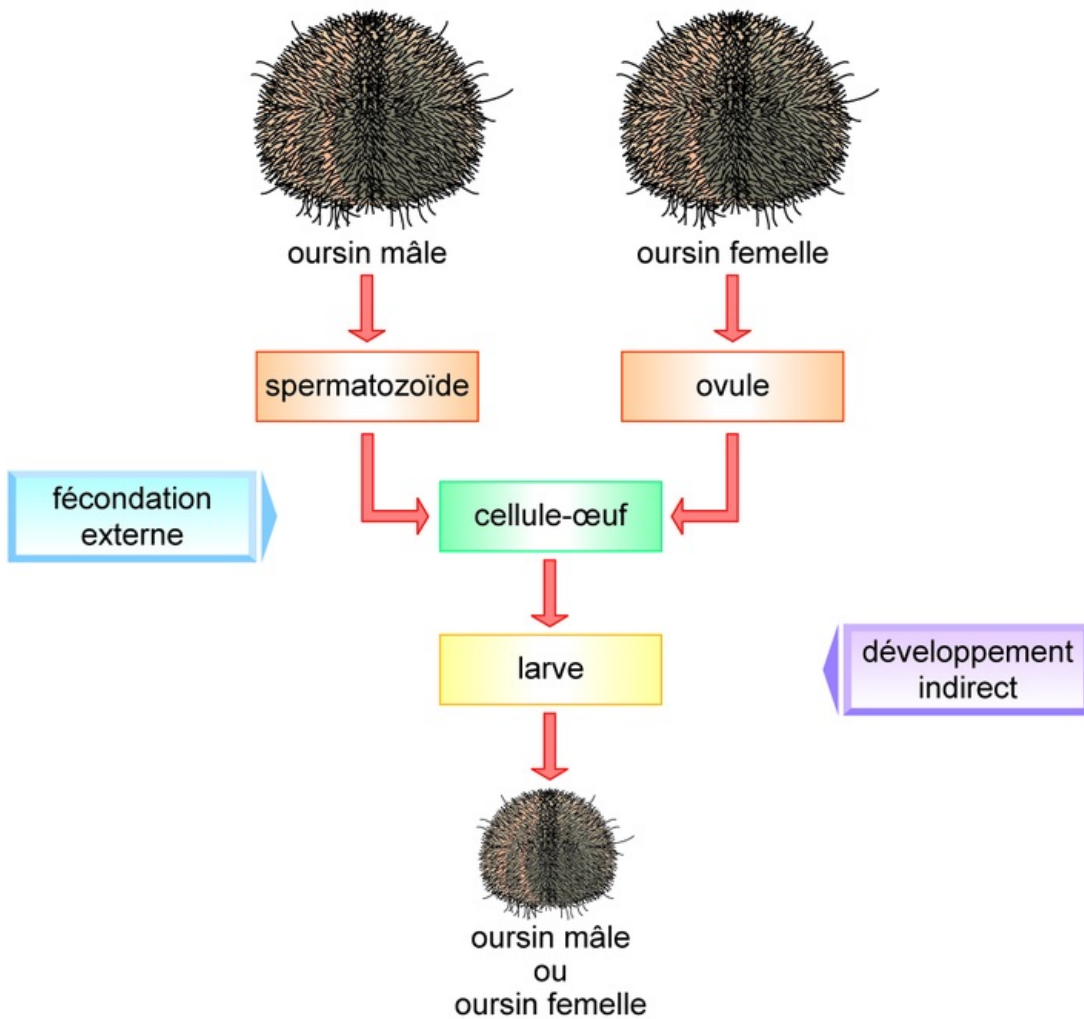 oursin mâle
oursin femelle
spermatozoïde
ovule
fécondation
externe
cellule-œuf
larve
développement
indirect
oursin mâle
ou
oursin femelle